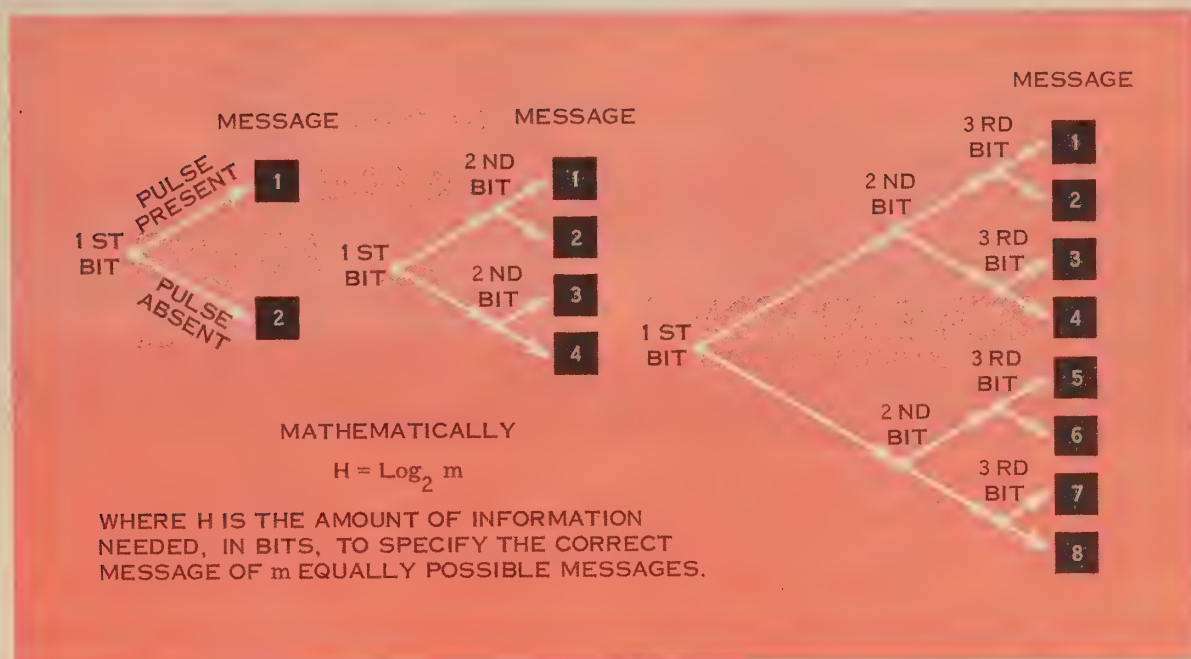 MESSAGE
PULSE PRESENT
1
1 ST BIT
PULSE ABSENT
2
MESSAGE
2 ND BIT
1
2
1 ST BIT
2 ND BIT
3
4
MESSAGE
3 RD BIT
1
2 ND BIT
2
3 RD BIT
3
4
1 ST BIT
3 RD BIT
5
2 ND BIT
6
3 RD BIT
7
8
MATHEMATICALLY
H = Log2 m
WHERE H IS THE AMOUNT OF INFORMATION
NEEDED, IN BITS, TO SPECIFY THE CORRECT
MESSAGE OF m EQUALLY POSSIBLE MESSAGES.